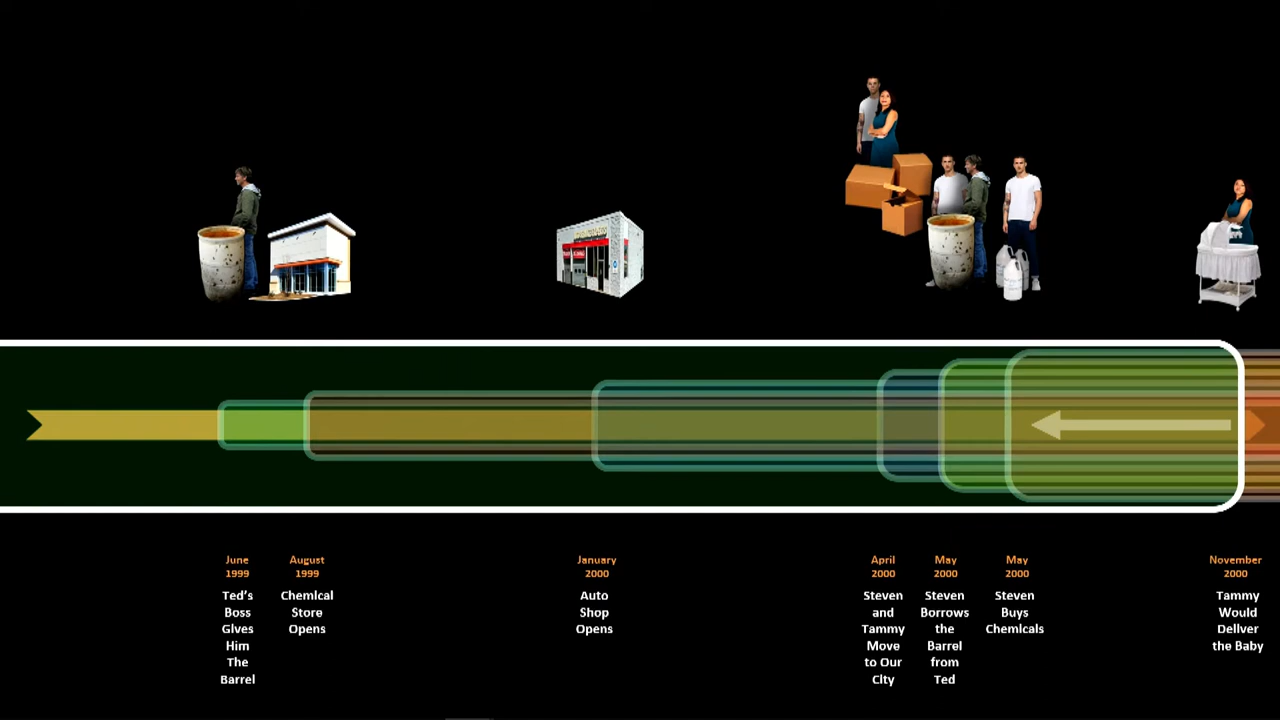 June
1999
Ted's
Boss
Gives
Him
The
Barrel
August
1999
Chemical
Store
Opens
January
2000
Auto
Shop
Opens
April
2000
Steven
and
Tammy
Move
to Our
City
May
2000
Steven
Borrows
the
Barrel
from
Ted
May
2000
Steven
Buys
Chemicals
November
2000
Tammy
Would
Deliver
the Baby